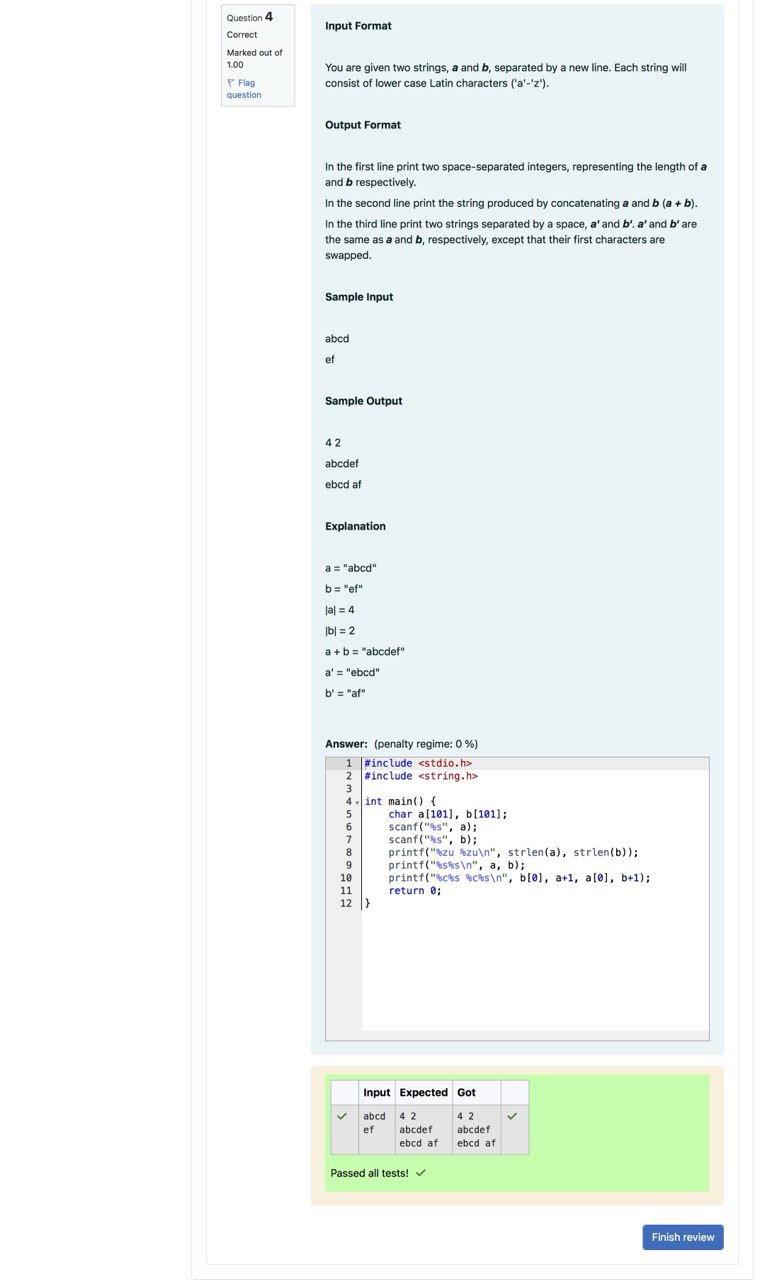 Question 4
Correct
Marked out of
1.00
Flag
question
Input Format
You are given two strings, a and b, separated by a new line. Each string will
consist of lower case Latin characters ('a'-'z').
Output Format
In the first line print two space-separated integers, representing the length of a
and b respectively.
In the second line print the string produced by concatenating a and b (a + b).
In the third line print two strings separated by a space, a' and b'. a' and b' are
the same as a and b, respectively, except that their first characters are
swapped.
Sample Input
abcd
ef
Sample Output
4 2
abcdef
ebcd af
Explanation
a = "abcd"
b = "ef"
|a| = 4
|b| = 2
a + b = "abcdef"
a' = "ebcd"
b' = "af"
Answer: (penalty regime: 0 %)
1 #include <stdio.h>
2 #include <string.h>
3
4 int main() {
5     char a[101], b[101];
6     scanf("%s", a);
7     scanf("%s", b);
8     printf("%zu %zu\n", strlen(a), strlen(b));
9     printf("%s%s\n", a, b);
10     printf("%c%s %c%s\n", b[0], a+1, a[0], b+1);
11     return 0;
12 }
Input Expected Got
abcd 4 2 4 2
ef abcdef abcdef
ebcd af ebcd af
Passed all tests!
Finish review